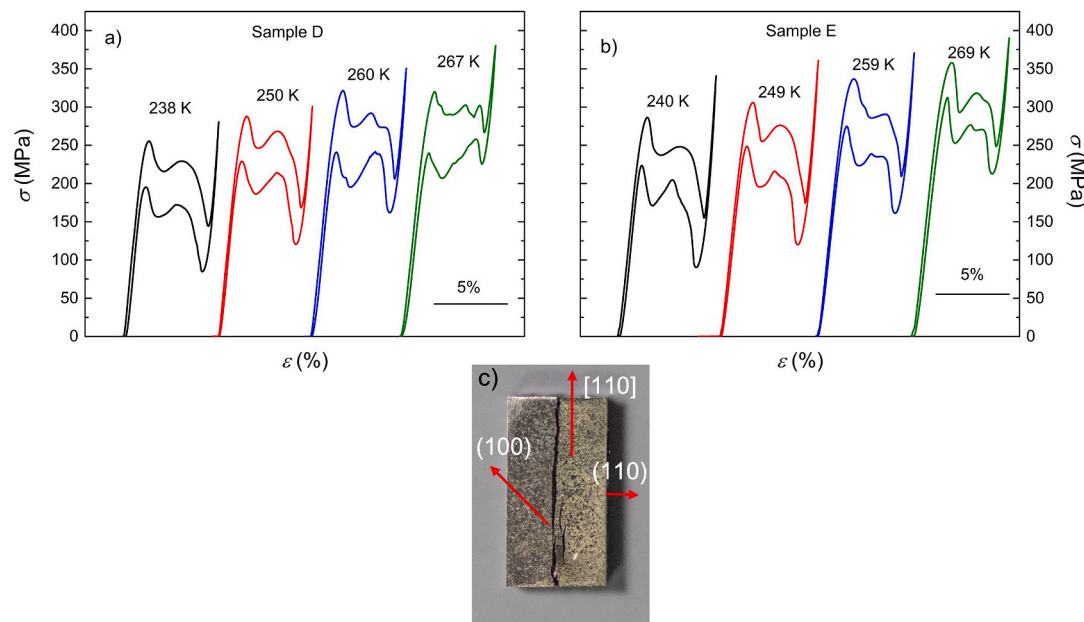 a)
Sample D
400
350
300
250
200
150
100
50
0
σ (MPa)
238 K
250 K
260 K
267 K
5%
ε (%)
b)
Sample E
400
350
300
250
200
150
100
50
0
σ (MPa)
240 K
249 K
259 K
269 K
5%
ε (%)
c)
[110]
(100)
(110)